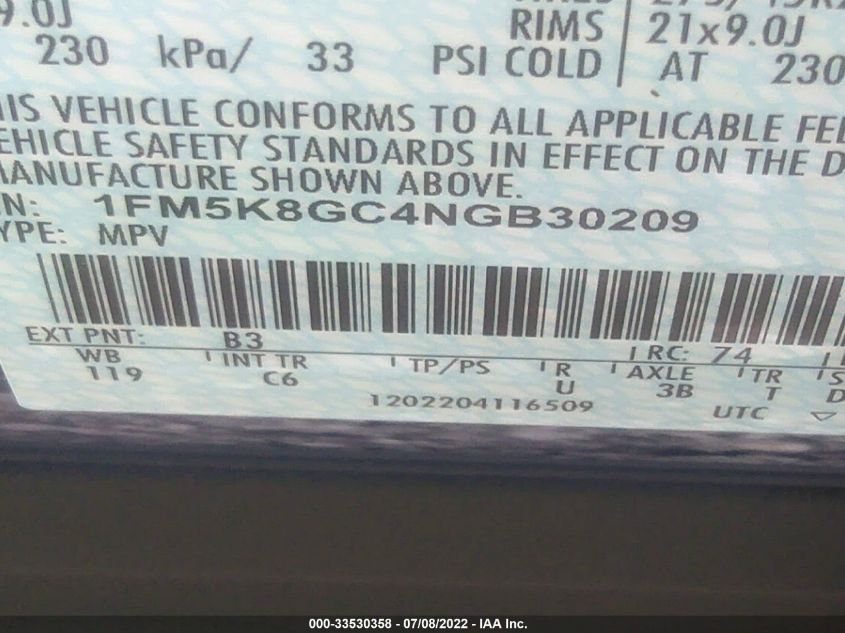 9.0J RIMS 21x9.0J
230 kPa/ 33 PSI COLD AT 230
IS VEHICLE CONFORMS TO ALL APPLICABLE FE
EHICLE SAFETY STANDARDS IN EFFECT ON THE D
ANUFACTURE SHOWN ABOVE.
N: 1FM5K8GC4NGB30209
YPE: MPV
EXT PNT: B3 RC: 74
WB INT TR TP/PS R AXLE TR S
119 C6 U 3B T D
1202204116509 UTC
000-33530358 - 07/08/2022 - IAA Inc.